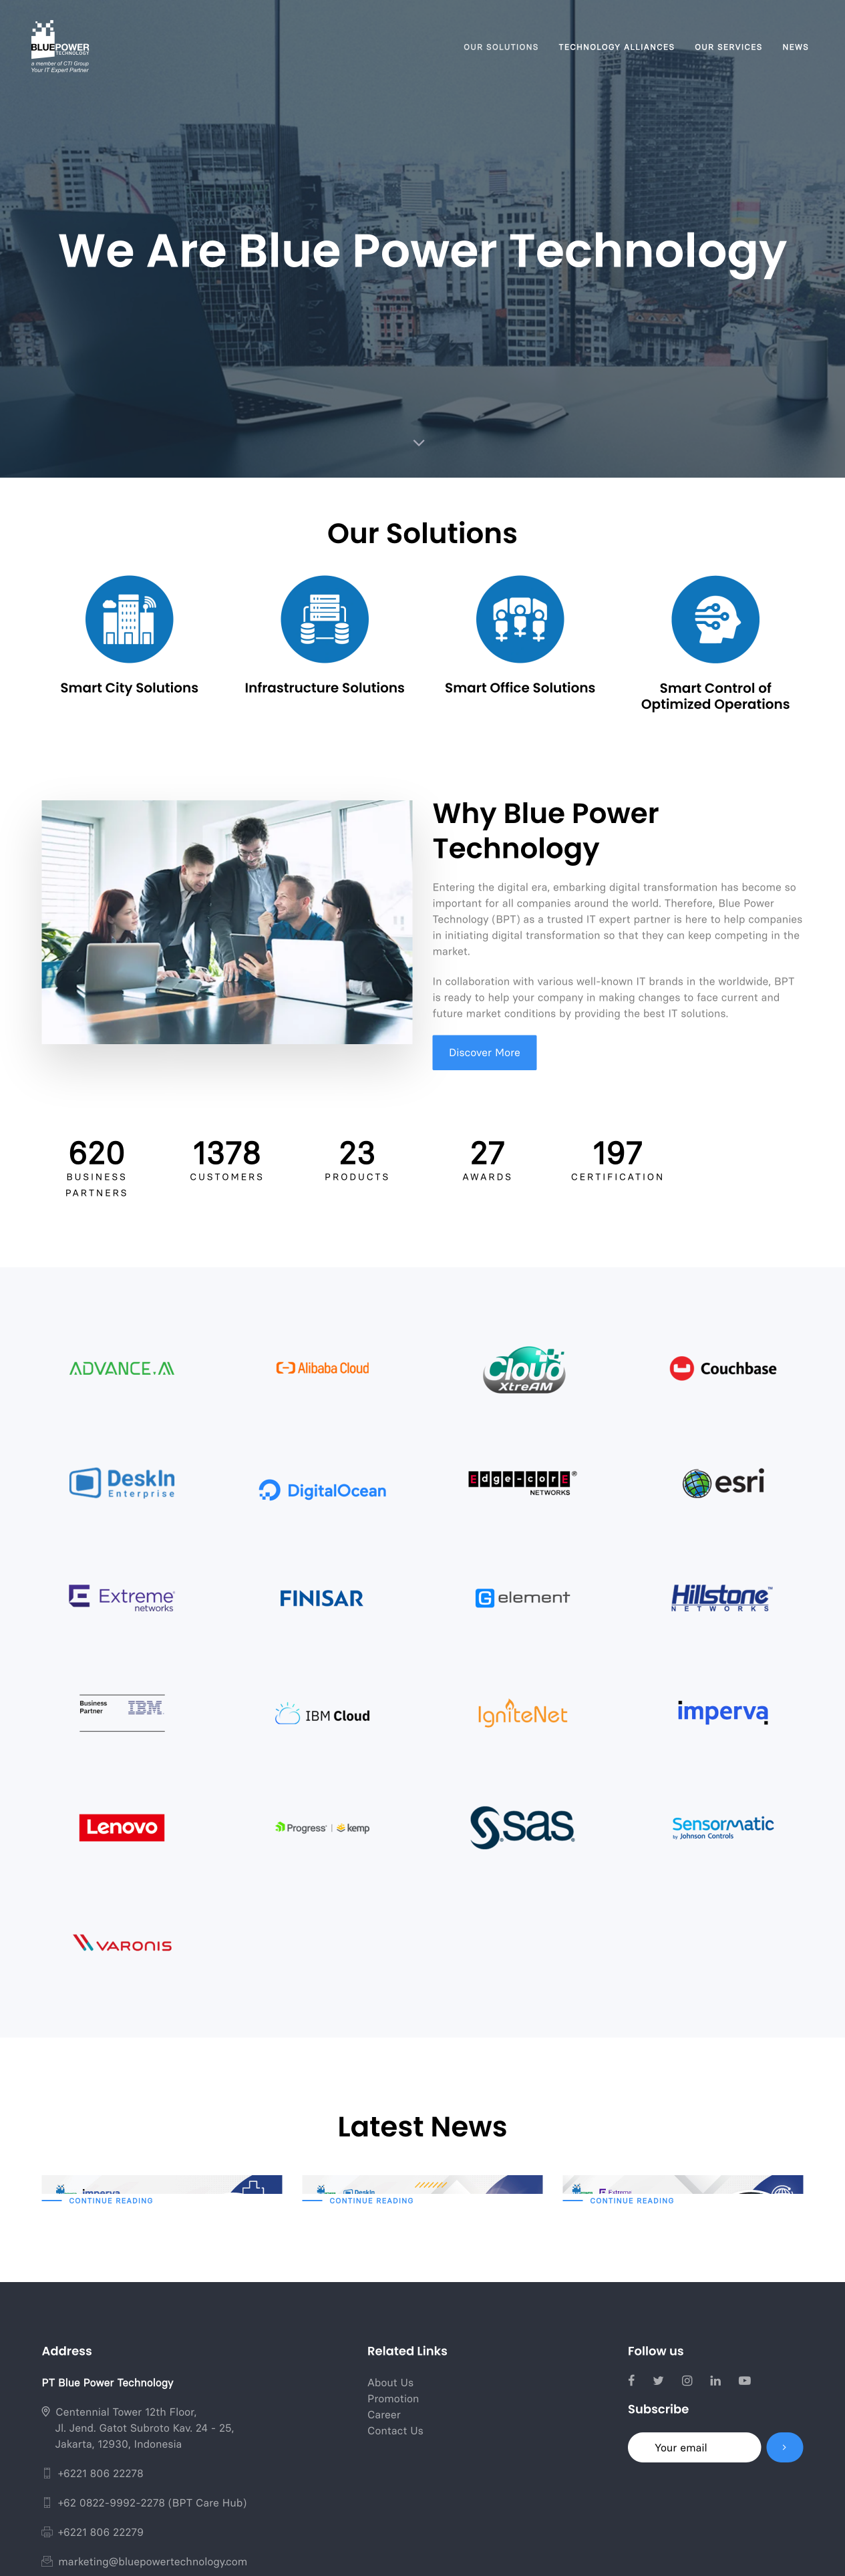 BLUEPOWER
TECHNOLOGY
a member of CTI Group
Your IT Expert Partner
OUR SOLUTIONS
TECHNOLOGY ALLIANCES
OUR SERVICES
NEWS
We Are Blue Power Technology
Our Solutions
Smart City Solutions
Infrastructure Solutions
Smart Office Solutions
Smart Control of
Optimized Operations
Why Blue Power
Technology
Entering the digital era, embarking digital transformation has become so
important for all companies around the world. Therefore, Blue Power
Technology (BPT) as a trusted IT expert partner is here to help companies
in initiating digital transformation so that they can keep competing in the
market.
In collaboration with various well-known IT brands in the worldwide, BPT
is ready to help your company in making changes to face current and
future market conditions by providing the best IT solutions.
Discover More
620
BUSINESS
PARTNERS
1378
CUSTOMERS
23
PRODUCTS
27
AWARDS
197
CERTIFICATION
ADVANCE.AI
Alibaba Cloud
Cloud
XtreAM
Couchbase
DeskIn
Enterprise
DigitalOcean
Edge-corE®
NETWORKS
esri
Extreme
networks
FINISAR
G element
Hillstone™
NETWORKS
Business
Partner
IBM
IBM Cloud
IgniteNet
imperva
Lenovo
Progress | kemp
sas
Sensormatic
by Johnson Controls
VARONIS
Latest News
imperva
DeskIn
Extreme
CONTINUE READING
CONTINUE READING
CONTINUE READING
Address
PT Blue Power Technology
Centennial Tower 12th Floor,
Jl. Jend. Gatot Subroto Kav. 24 - 25,
Jakarta, 12930, Indonesia
+6221 806 22278
+62 0822-9992-2278 (BPT Care Hub)
+6221 806 22279
marketing@bluepowertechnology.com
Related Links
About Us
Promotion
Career
Contact Us
Follow us
Subscribe
Your email